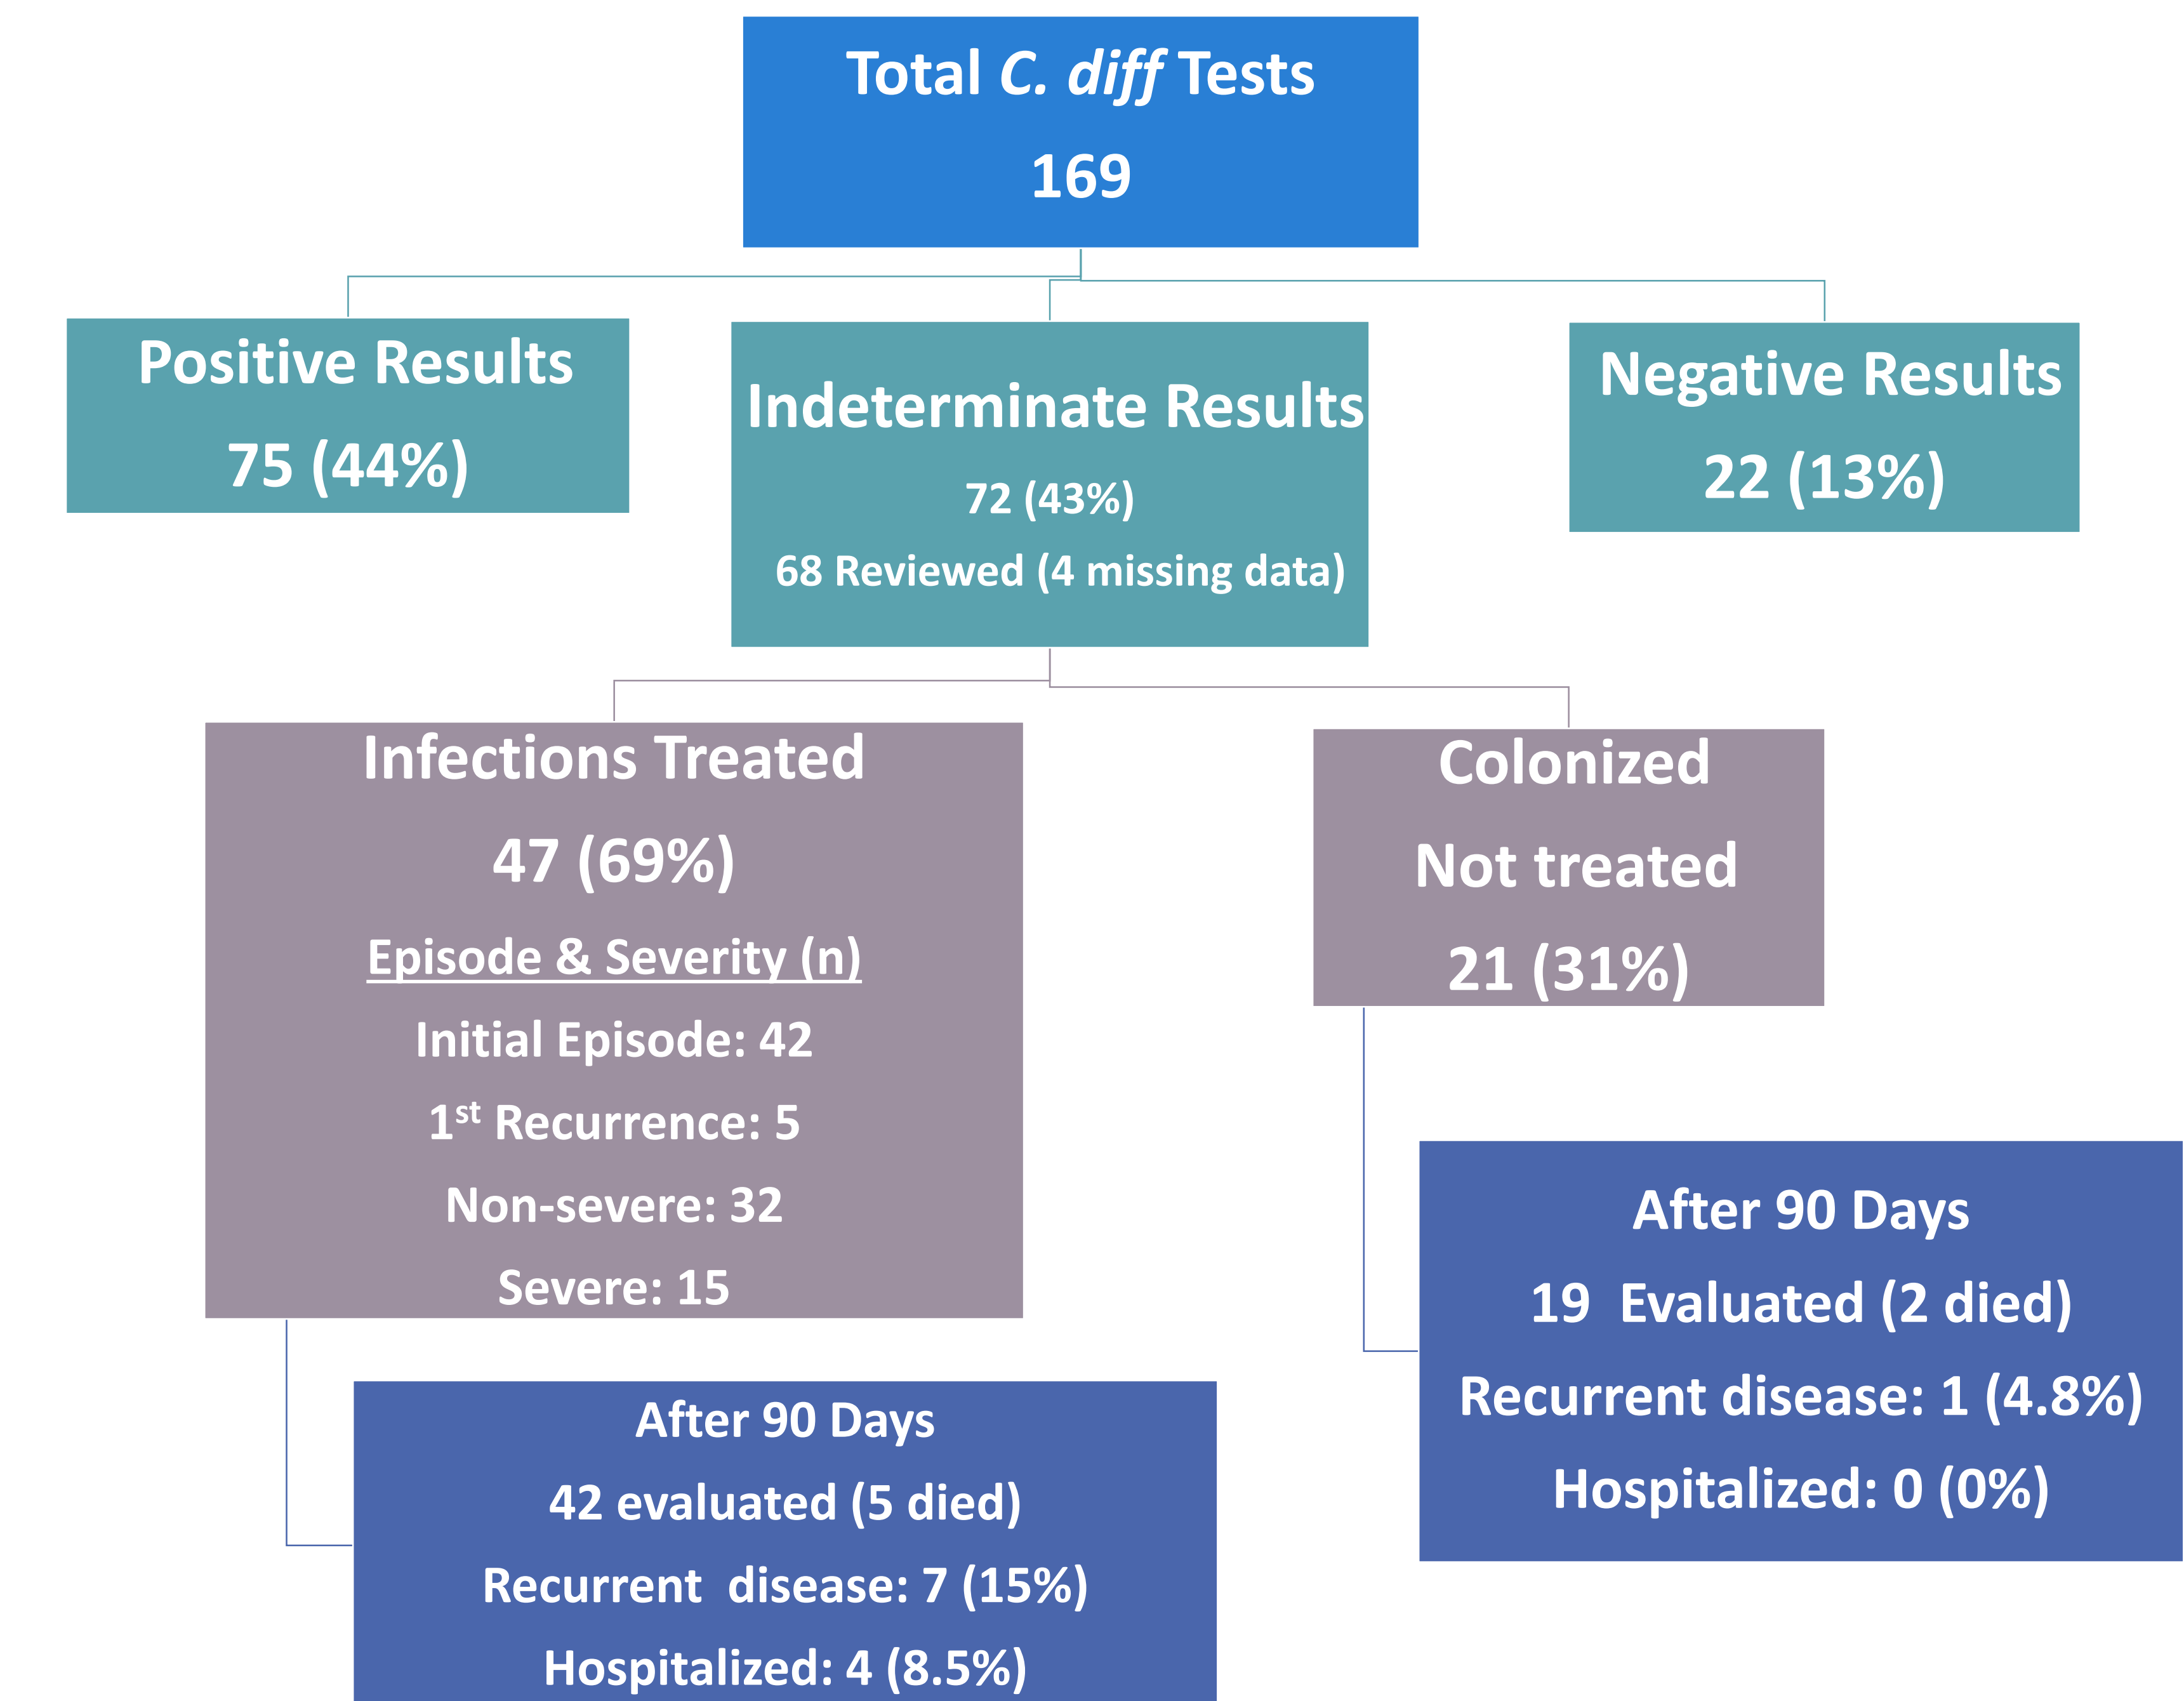 Total C. diff Tests
169
Positive Results
75 (44%)
Indeterminate Results
72 (43%)
68 Reviewed (4 missing data)
Negative Results
22 (13%)
Infections Treated
47 (69%)
Episode & Severity (n)
Initial Episode: 42
1st Recurrence: 5
Non-severe: 32
Severe: 15
Colonized
Not treated
21 (31%)
After 90 Days
19 Evaluated (2 died)
Recurrent disease: 1 (4.8%)
Hospitalized: 0 (0%)
After 90 Days
42 evaluated (5 died)
Recurrent disease: 7 (15%)
Hospitalized: 4 (8.5%)